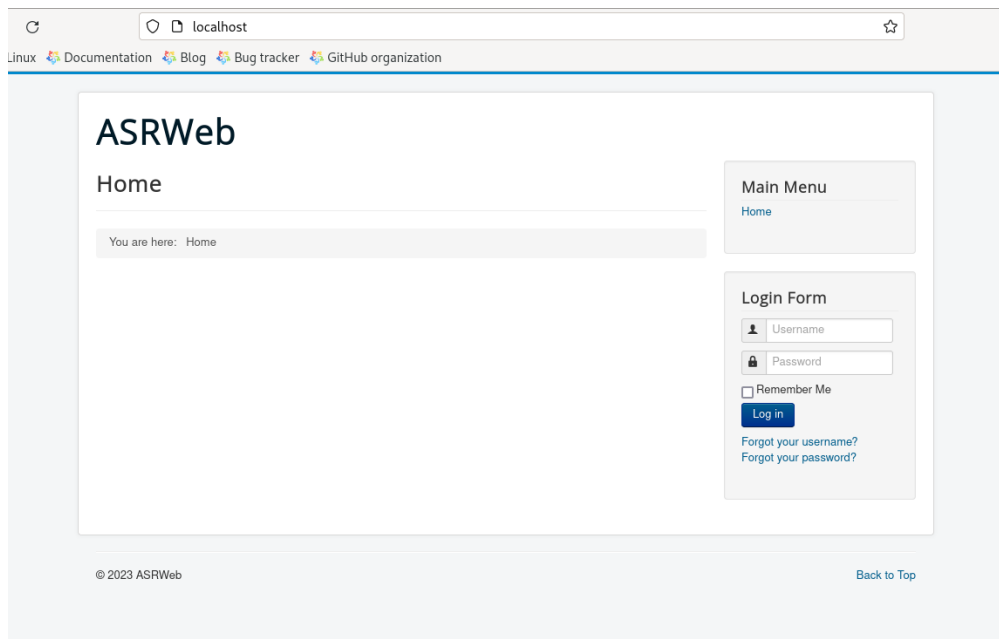 localhost
Linux Documentation Blog Bug tracker GitHub organization
ASRWeb
Home
You are here: Home
Main Menu
Home
Login Form
Username
Password
Remember Me
Log in
Forgot your username?
Forgot your password?
© 2023 ASRWeb
Back to Top